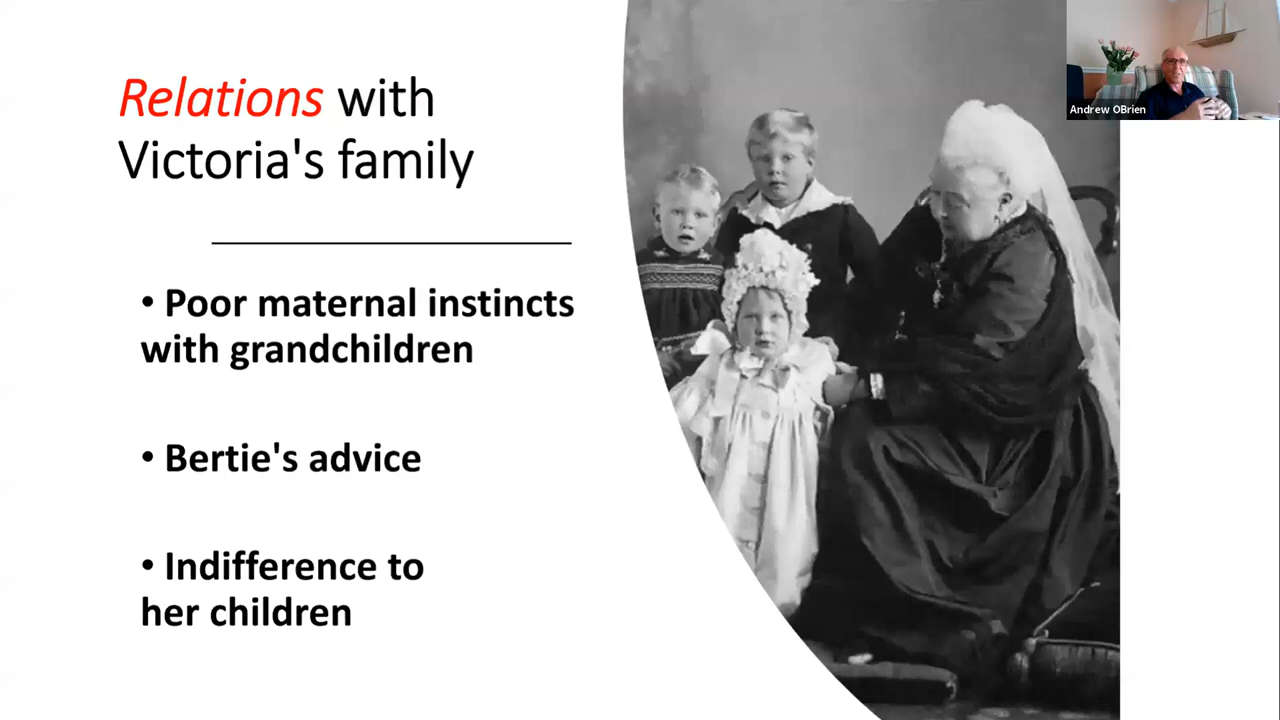 Relations with
Victoria's family
• Poor maternal instincts
with grandchildren
• Bertie's advice
• Indifference to
her children
Andrew OBrien